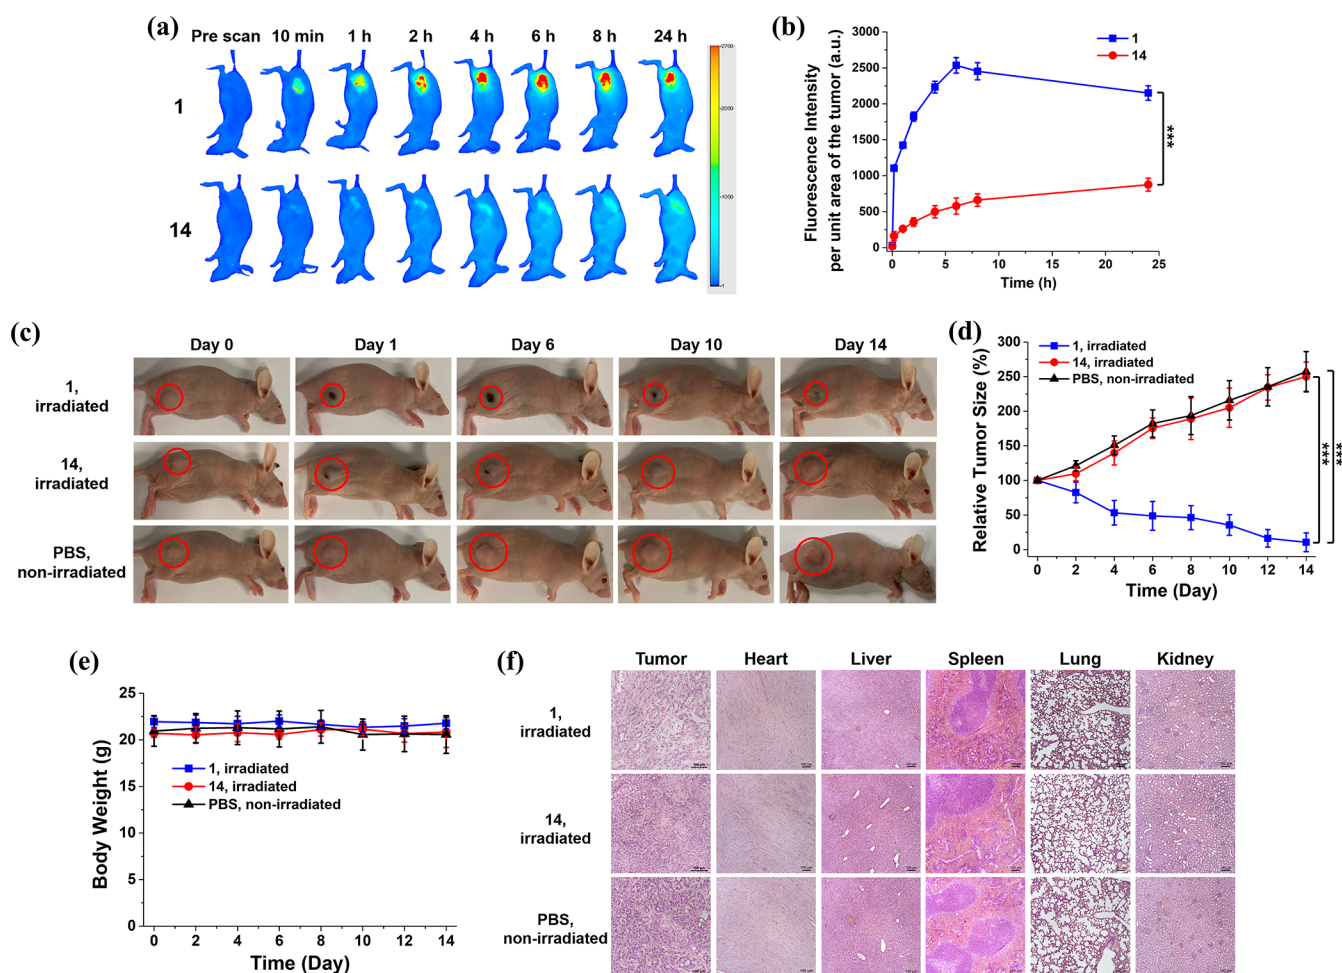 (a)
Pre scan 10 min 1 h 2 h 4 h 6 h 8 h 24 h
1
14
2700
2000
1000
1
(b)
3000
2500
2000
1500
1000
500
0
0 5 10 15 20 25
Fluorescence Intensity
per unit area of the tumor (a.u.)
Time (h)
1
14
***
(c)
Day 0 Day 1 Day 6 Day 10 Day 14
1,
irradiated
14,
irradiated
PBS,
non-irradiated
(d)
300
250
200
150
100
50
0
0 2 4 6 8 10 12 14
Relative Tumor Size (%)
Time (Day)
1, irradiated
14, irradiated
PBS, non-irradiated
***
***
(e)
25
20
15
10
5
0
0 2 4 6 8 10 12 14
Body Weight (g)
Time (Day)
1, irradiated
14, irradiated
PBS, non-irradiated
(f)
Tumor Heart Liver Spleen Lung Kidney
1,
irradiated
14,
irradiated
PBS,
non-irradiated